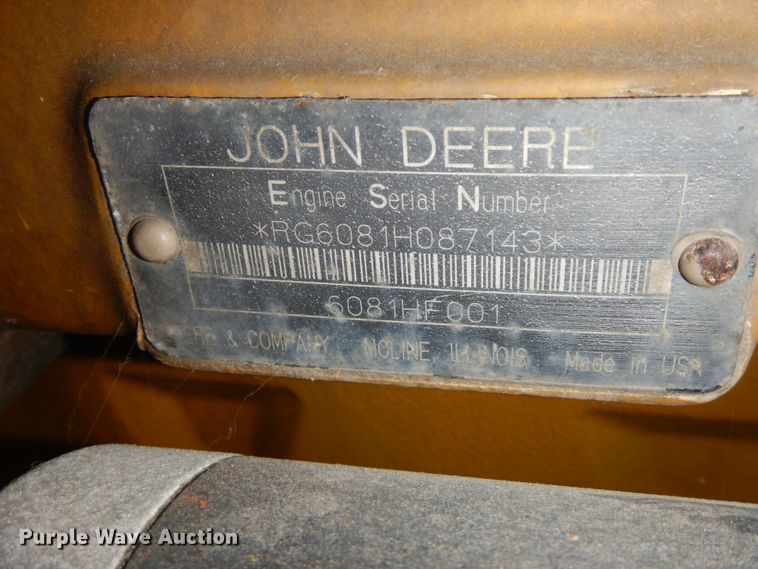 JOHN DEERE
Engine Serial Number
*RG6081H087143*
6081HF001
& COMPANY MOLINE, ILLINOIS Made in USA
Purple Wave Auction